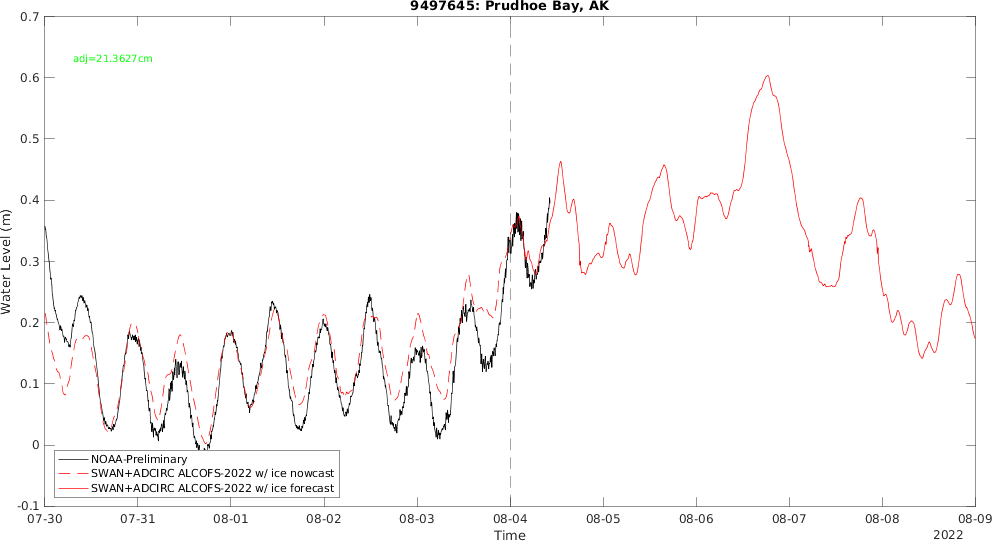 9497645: Prudhoe Bay, AK
0.7
adj=21.3627cm
0.6
0.5
0.4
0.3
0.2
0.1
0
-0.1
Water Level (m)
NOAA-Preliminary
SWAN+ADCIRC ALCOFS-2022 w/ ice nowcast
SWAN+ADCIRC ALCOFS-2022 w/ ice forecast
07-30 07-31 08-01 08-02 08-03 08-04 08-05 08-06 08-07 08-08 08-09
Time
2022